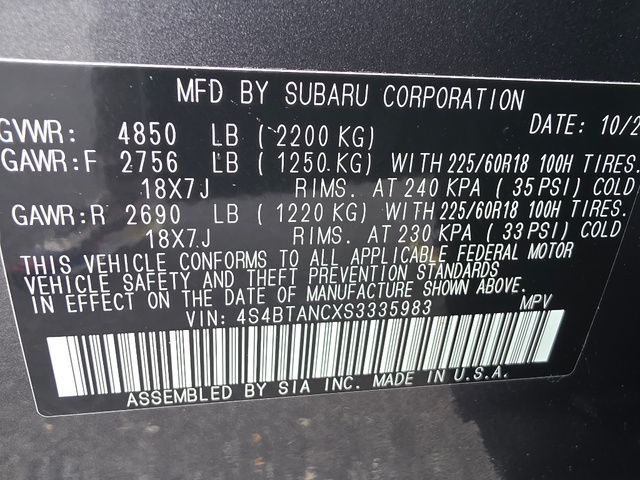 MFD BY SUBARU CORPORATION
DATE: 10/2
GVWR: 4850 LB (2200 KG)
GAWR:F 2756 LB (1250 KG) WITH 225/60R18 100H TIRES.
18X7J RIMS. AT 240 KPA (35 PSI) COLD
GAWR:R 2690 LB (1220 KG) WITH 225/60R18 100H TIRES.
18X7J RIMS. AT 230 KPA (33 PSI) COLD
THIS VEHICLE CONFORMS TO ALL APPLICABLE FEDERAL MOTOR
VEHICLE SAFETY AND THEFT PREVENTION STANDARDS
IN EFFECT ON THE DATE OF MANUFACTURE SHOWN ABOVE.
VIN: 4S4BTANCXS3335983 MPV
ASSEMBLED BY SIA INC. MADE IN U.S.A.